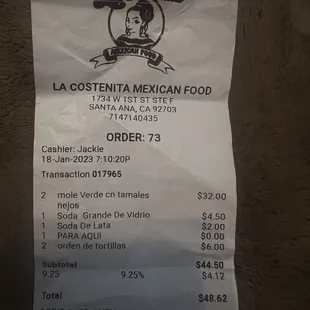 MEXICAN FOOD
LA COSTENITA MEXICAN FOOD
1734 W 1ST ST STE F
SANTA ANA, CA 92703
7147140435
ORDER: 73
Cashier: Jackie
18-Jan-2023 7:10:20P
Transaction 017965
2 mole Verde cn tamales $32.00
nejos
1 Soda Grande De Vidrio $4.50
1 Soda De Lata $2.00
1 PARA AQUI $0.00
2 orden de tortillas $6.00
Subtotal $44.50
9.25 9.25% $4.12
Total $48.62